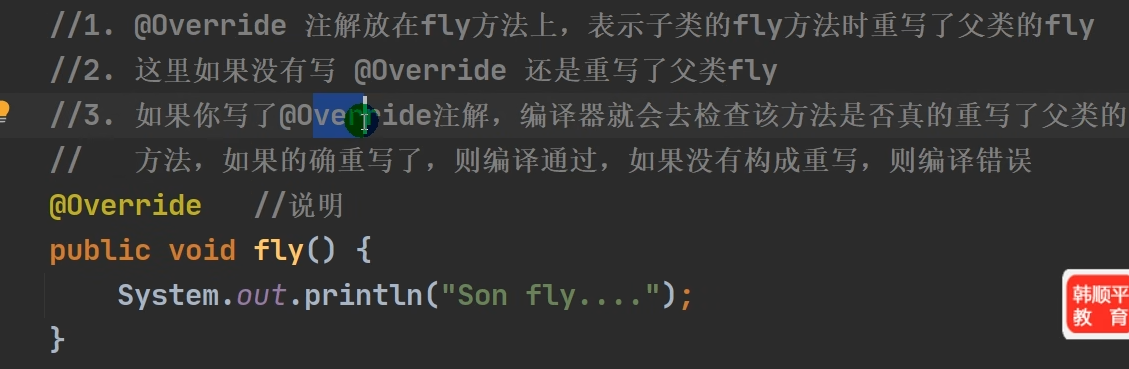 //1. @Override 注解放在fly方法上，表示子类的fly方法时重写了父类的fly
//2. 这里如果没有写 @Override 还是重写了父类fly
//3. 如果你写了@Override注解，编译器就会去检查该方法是否真的重写了父类的
//   方法，如果的确重写了，则编译通过，如果没有构成重写，则编译错误
@Override   //说明
public void fly() {
    System.out.println("Son fly....");
}
韩顺平
教 育